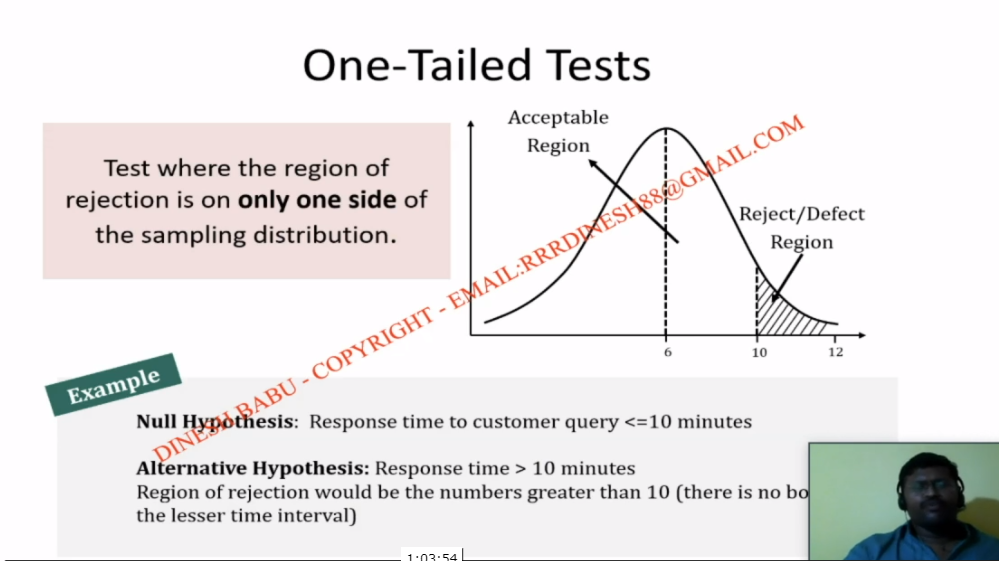 One-Tailed Tests
Test where the region of
rejection is on only one side of
the sampling distribution.
Acceptable
Region
Reject/Defect
Region
6
10
12
DINESH BABU - COPYRIGHT - EMAIL:RRRDINESH88@GMAIL.COM
Example
Null Hypothesis: Response time to customer query <=10 minutes
Alternative Hypothesis: Response time > 10 minutes
Region of rejection would be the numbers greater than 10 (there is no
the lesser time interval)
1:03:54